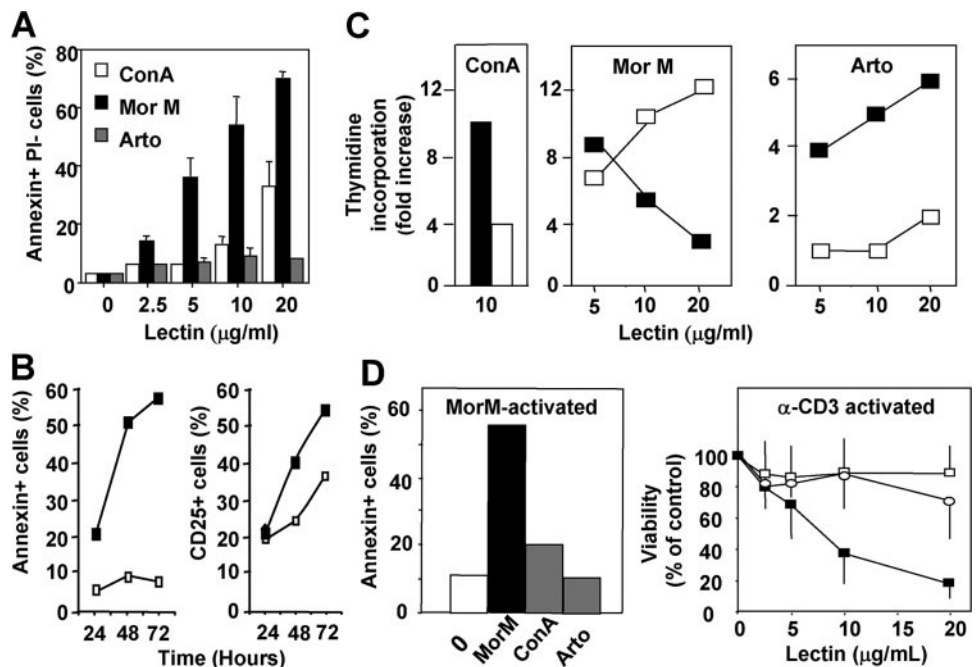 A
Annexin+ PI- cells (%)
80
60
40
20
0
ConA
Mor M
Arto
0 2.5 5 10 20
Lectin (μg/ml)
C
Thymidine
incorporation
(fold increase)
ConA
12
8
4
0
10
Mor M
12
8
4
0
5 10 20
Arto
6
4
2
0
5 10 20
Lectin (μg/ml)
B
Annexin+ cells (%)
60
50
40
30
20
10
0
24 48 72
CD25+ cells (%)
60
50
40
30
20
10
0
24 48 72
Time (Hours)
D
MorM-activated
Annexin+ cells (%)
60
40
20
0
0
MorM
ConA
Arto
α-CD3 activated
Viability
(% of control)
100
80
60
40
20
0
0 5 10 15 20
Lectin (μg/mL)